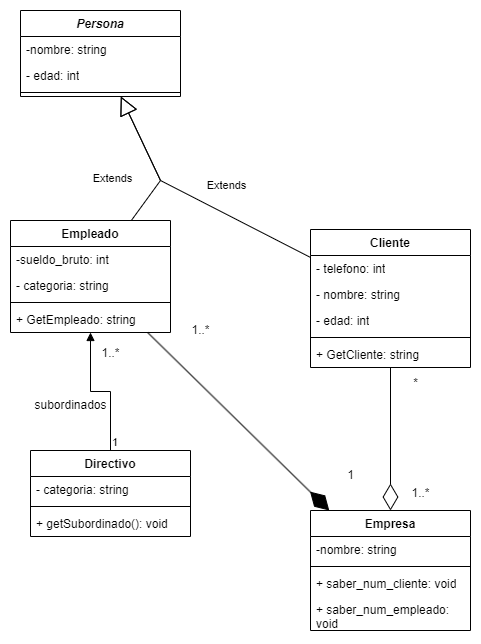 Persona
-nombre: string
- edad: int
Extends
Extends
Empleado
-sueldo_bruto: int
- categoria: string
+ GetEmpleado: string
Cliente
- telefono: int
- nombre: string
- edad: int
+ GetCliente: string
1..*
1..*
*
subordinados
1
Directivo
- categoria: string
+ getSubordinado(): void
1
1..*
Empresa
-nombre: string
+ saber_num_cliente: void
+ saber_num_empleado:
void